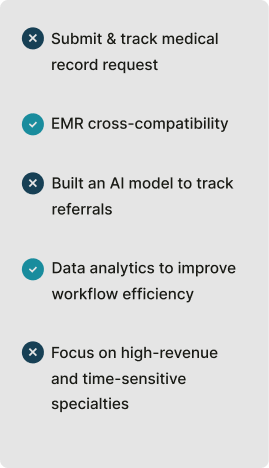 Submit & track medical
record request
EMR cross-compatibility
Built an AI model to track
referrals
Data analytics to improve
workflow efficiency
Focus on high-revenue
and time-sensitive
specialties